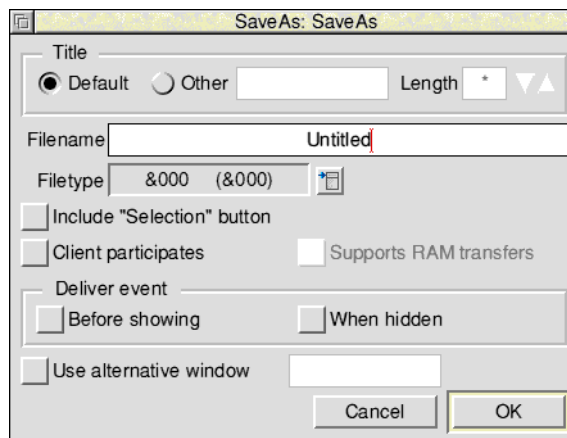 SaveAs: SaveAs
Title
Default Other Length *
Filename Untitled
Filetype &000 (&000)
Include "Selection" button
Client participates Supports RAM transfers
Deliver event
Before showing When hidden
Use alternative window
Cancel OK